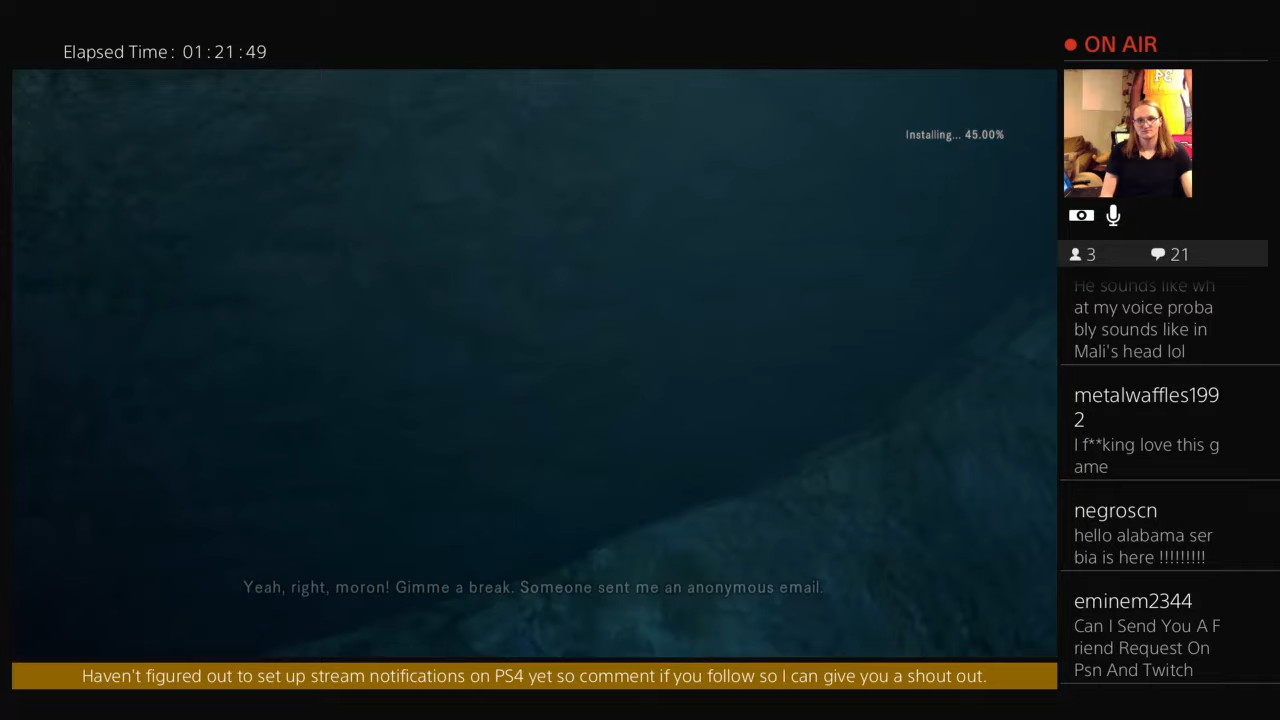 Elapsed Time: 01:21:49
ON AIR
Installing... 45.00%
3
21
He sounds like wh
at my voice proba
bly sounds like in
Mali's head lol
metalwaffles199
2
I f**king love this g
ame
negroscn
hello alabama ser
bia is here !!!!!!!!!
eminem2344
Can I Send You A F
riend Request On
Psn And Twitch
Yeah, right, moron! Gimme a break. Someone sent me an anonymous email.
Haven't figured out to set up stream notifications on PS4 yet so comment if you follow so I can give you a shout out.